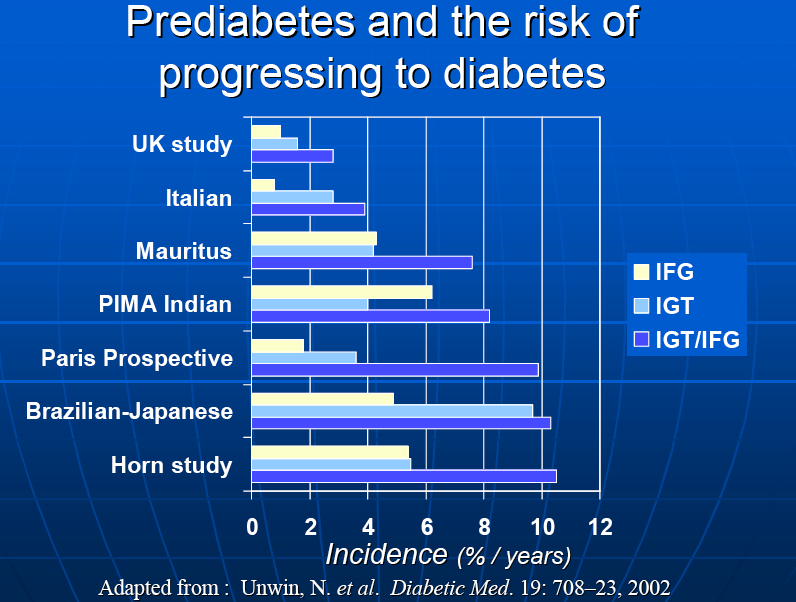 Prediabetes and the risk of
progressing to diabetes
UK study
Italian
Mauritus
PIMA Indian
Paris Prospective
Brazilian-Japanese
Horn study
IFG
IGT
IGT/IFG
0 2 4 6 8 10 12
Incidence (% / years)
Adapted from : Unwin, N. et al. Diabetic Med. 19: 708–23, 2002